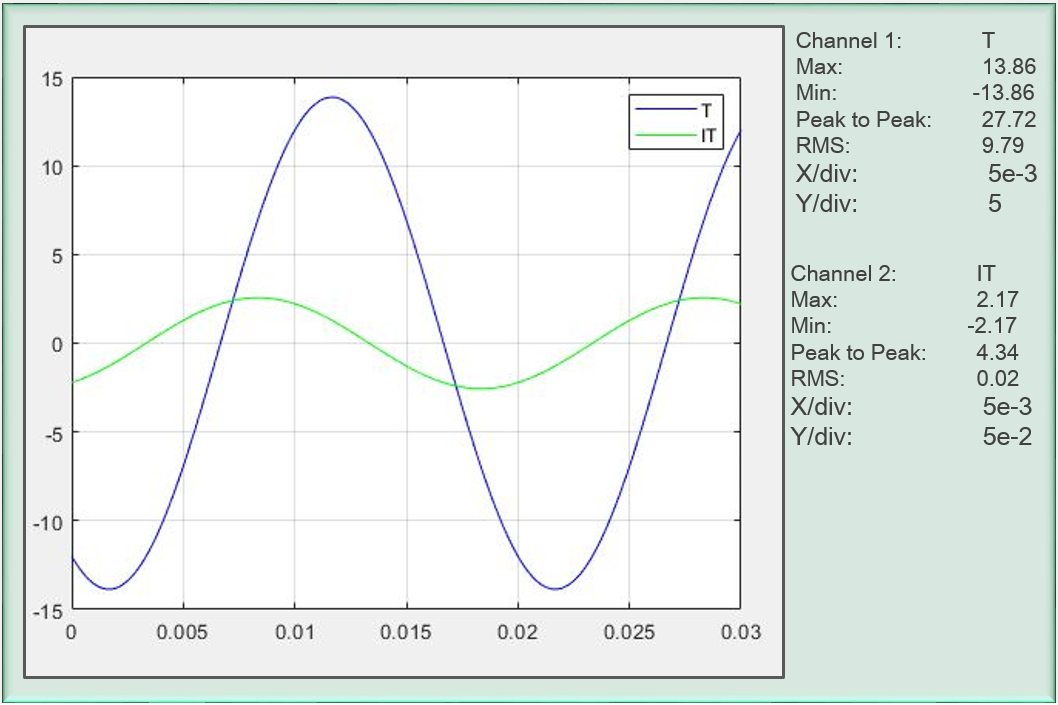 15
10
5
0
-5
-10
-15
0 0.005 0.01 0.015 0.02 0.025 0.03
T
IT
Channel 1: T
Max: 13.86
Min: -13.86
Peak to Peak: 27.72
RMS: 9.79
X/div: 5e-3
Y/div: 5
Channel 2: IT
Max: 2.17
Min: -2.17
Peak to Peak: 4.34
RMS: 0.02
X/div: 5e-3
Y/div: 5e-2